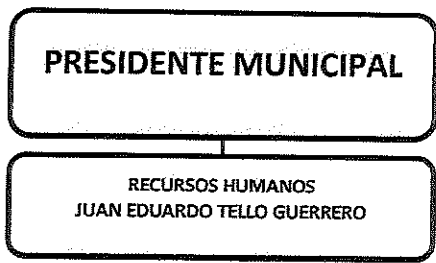 PRESIDENTE MUNICIPAL
RECURSOS HUMANOS
JUAN EDUARDO TELLO GUERRERO